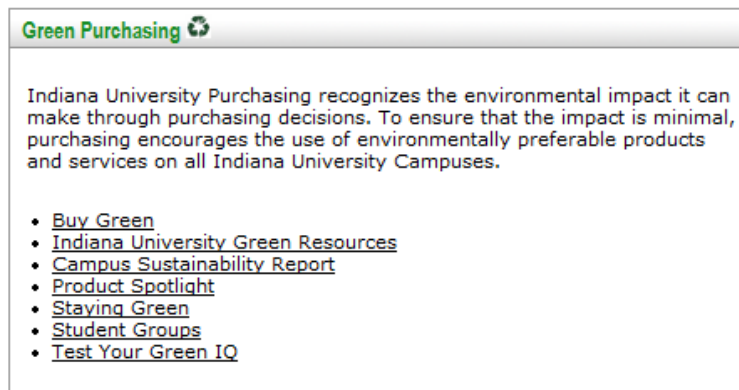 Green Purchasing
Indiana University Purchasing recognizes the environmental impact it can
make through purchasing decisions. To ensure that the impact is minimal,
purchasing encourages the use of environmentally preferable products
and services on all Indiana University Campuses.
• Buy Green
• Indiana University Green Resources
• Campus Sustainability Report
• Product Spotlight
• Staying Green
• Student Groups
• Test Your Green IQ